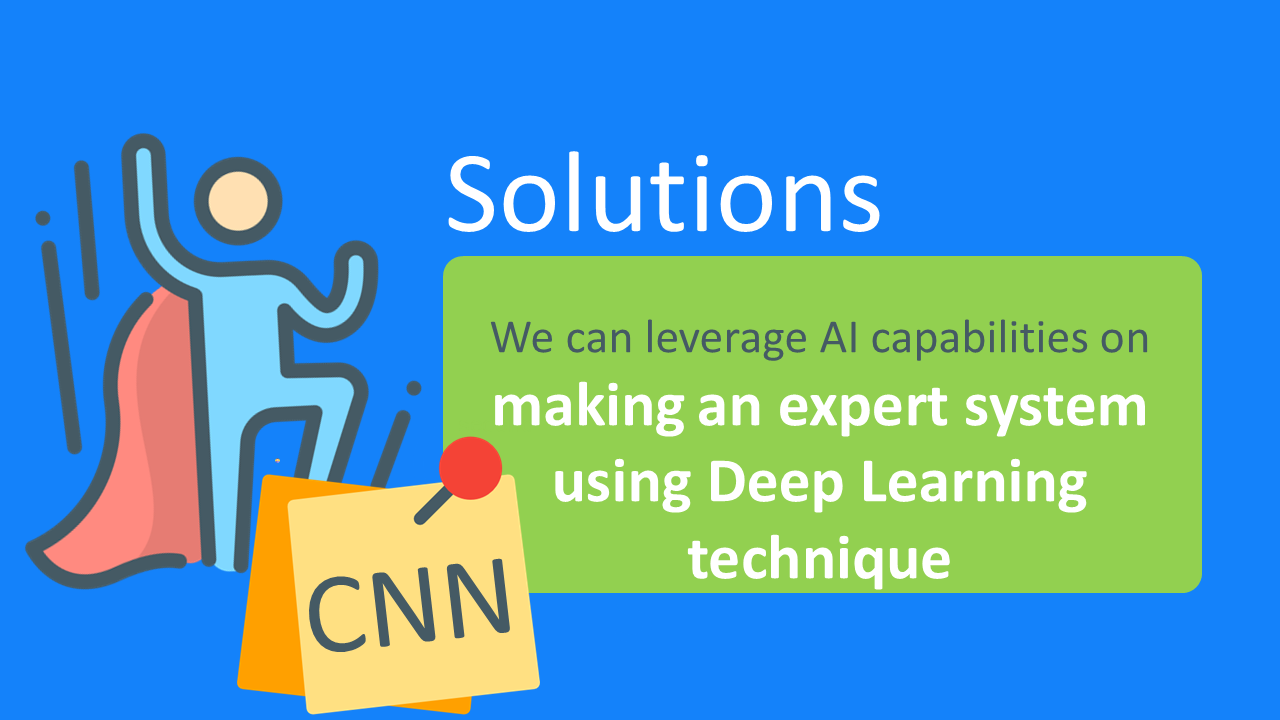 Solutions
We can leverage AI capabilities on
making an expert system
using Deep Learning
technique
CNN